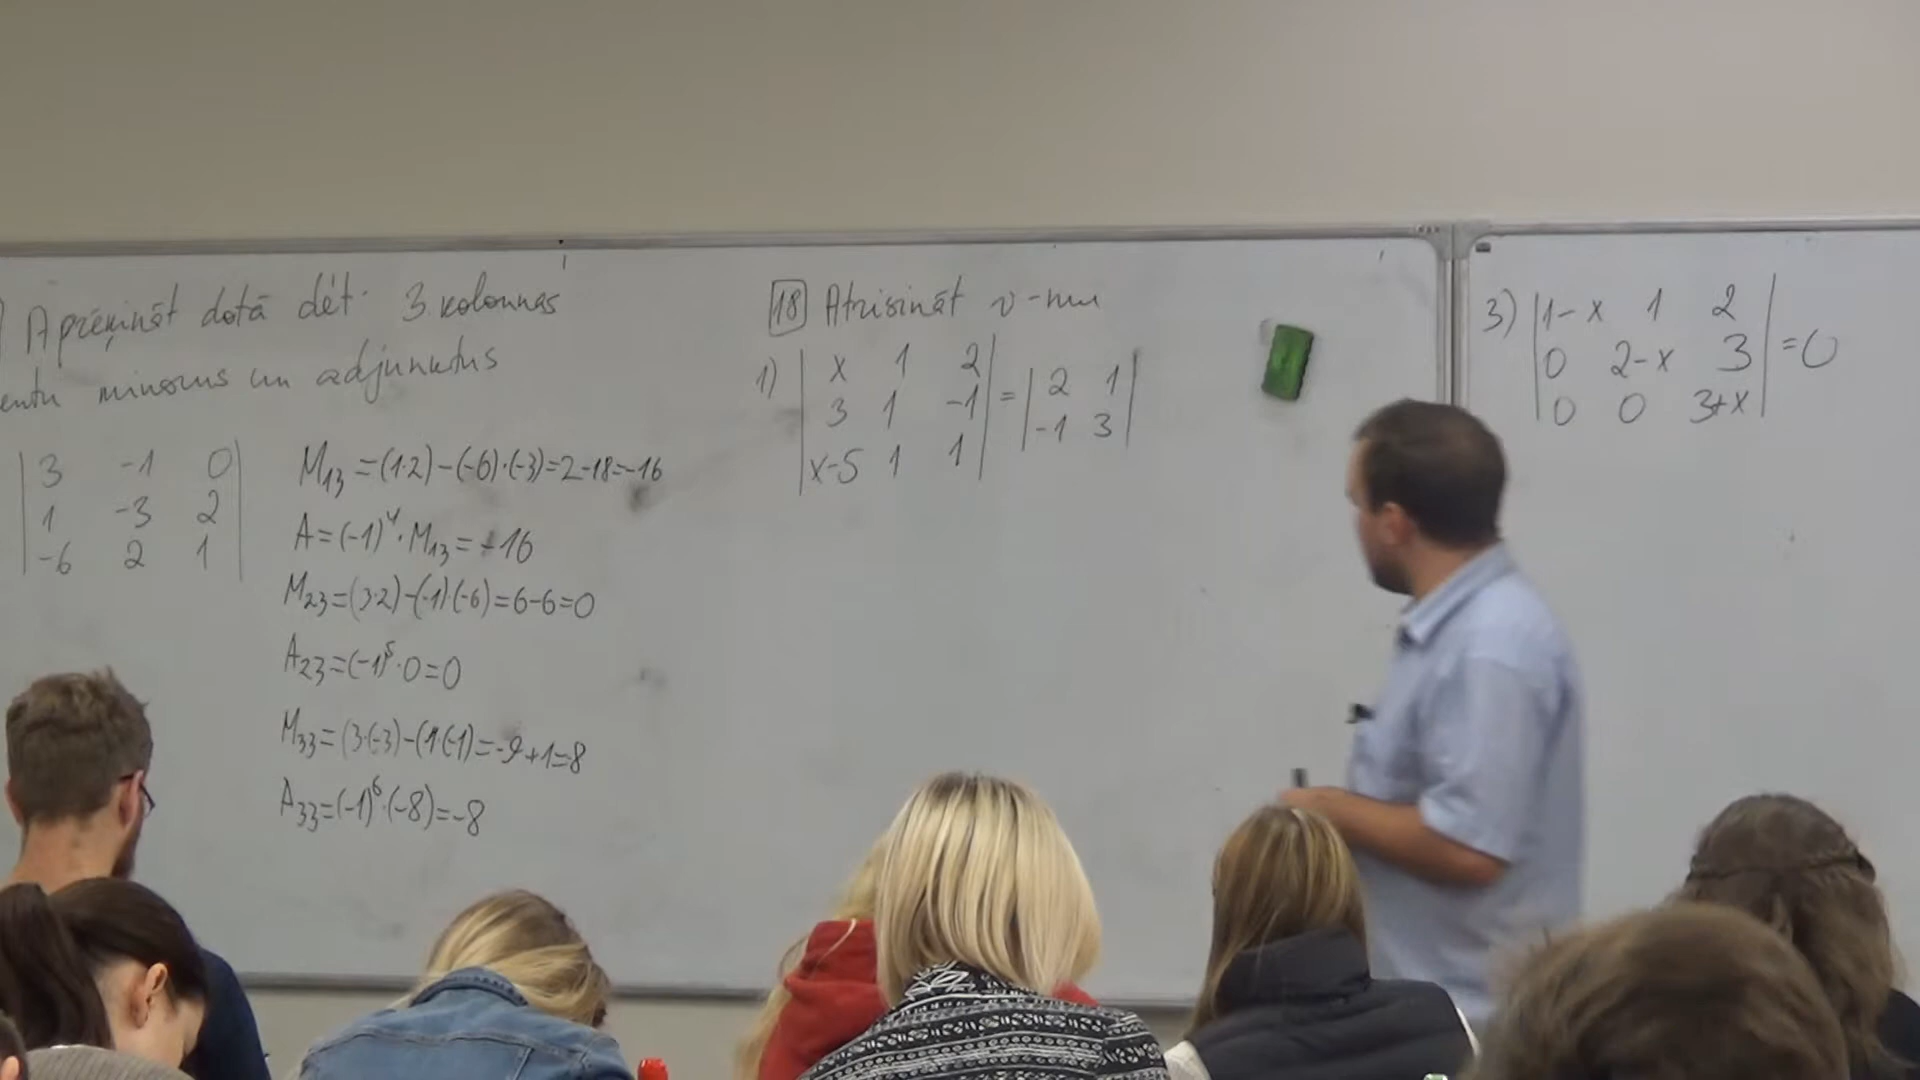 Aprēķināt dotā det. 3. kolonnas
minorus un adjunktus
3 -1 0
1 -3 2
-6 2 1
M13 = (1·2) - (-6)·(-3) = 2-18 = -16
A = (-1)^4 · M13 = -16
M23 = (3·2) - (-1)(-6) = 6-6 = 0
A23 = (-1)^5 · 0 = 0
M33 = (3·(-3) - (1·(-1) = -9+1 = -8
A33 = (-1)^6 · (-8) = -8
18 Atrisināt v-mu
1) | x 1 2 | = | 2 1 |
| 3 1 -1 | | -1 3 |
| x-5 1 1 |
3) | 1-x 1 2 |
| 0 2-x 3 | = 0
| 0 0 3+x |